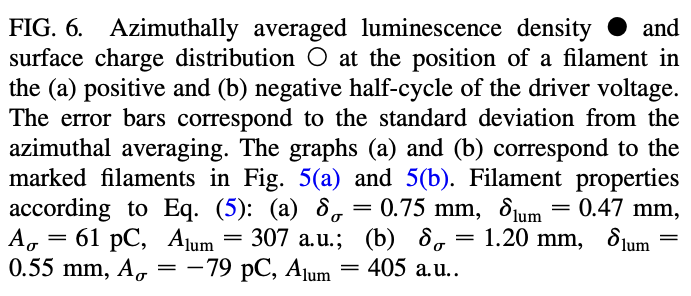 FIG. 6. Azimuthally averaged luminescence density ● and
surface charge distribution ○ at the position of a filament in
the (a) positive and (b) negative half-cycle of the driver voltage.
The error bars correspond to the standard deviation from the
azimuthal averaging. The graphs (a) and (b) correspond to the
marked filaments in Fig. 5(a) and 5(b). Filament properties
according to Eq. (5): (a) δσ = 0.75 mm, δlum = 0.47 mm,
Aσ = 61 pC, Alum = 307 a.u.; (b) δσ = 1.20 mm, δlum =
0.55 mm, Aσ = −79 pC, Alum = 405 a.u..